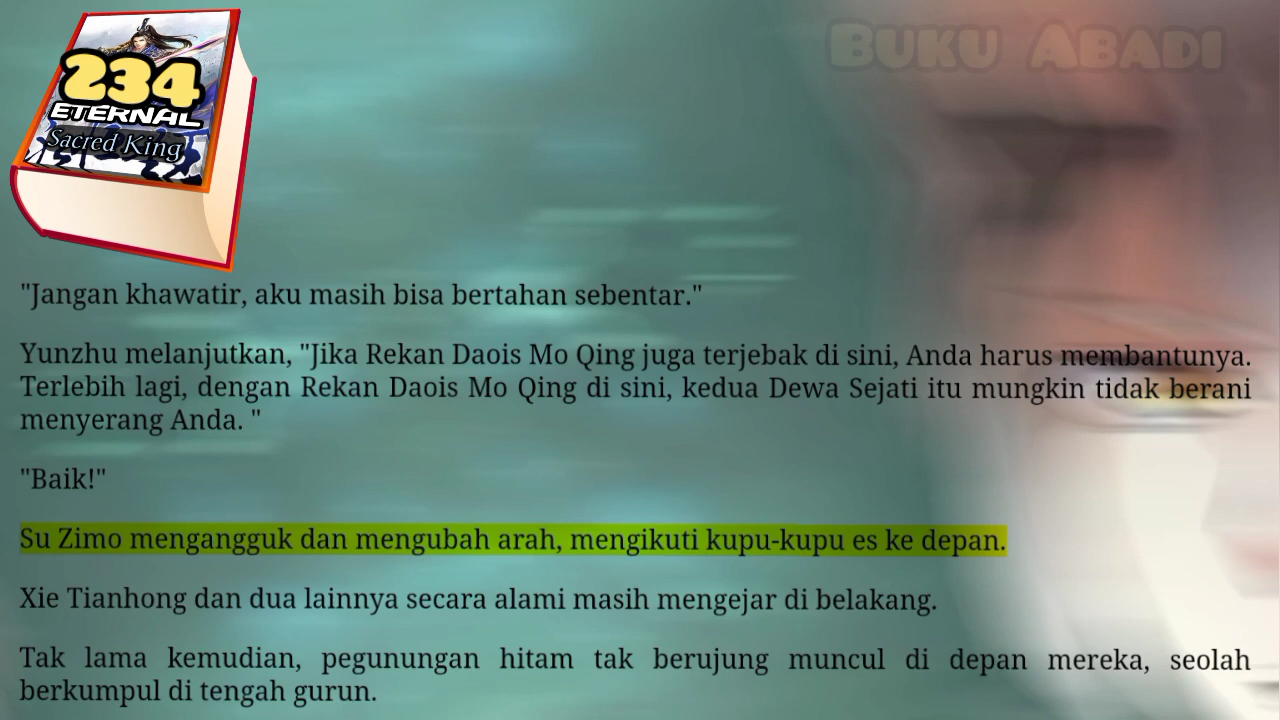 BUKU ABADI
234
ETERNAL
Sacred King
"Jangan khawatir, aku masih bisa bertahan sebentar."
Yunzhu melanjutkan, "Jika Rekan Daois Mo Qing juga terjebak di sini, Anda harus membantunya.
Terlebih lagi, dengan Rekan Daois Mo Qing di sini, kedua Dewa Sejati itu mungkin tidak berani
menyerang Anda. "
"Baik!"
Su Zimo mengangguk dan mengubah arah, mengikuti kupu-kupu es ke depan.
Xie Tianhong dan dua lainnya secara alami masih mengejar di belakang.
Tak lama kemudian, pegunungan hitam tak berujung muncul di depan mereka, seolah
berkumpul di tengah gurun.